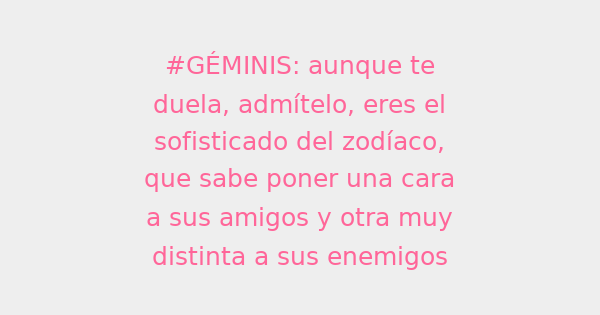 #GÉMINIS: aunque te
duela, admítelo, eres el
sofisticado del zodíaco,
que sabe poner una cara
a sus amigos y otra muy
distinta a sus enemigos